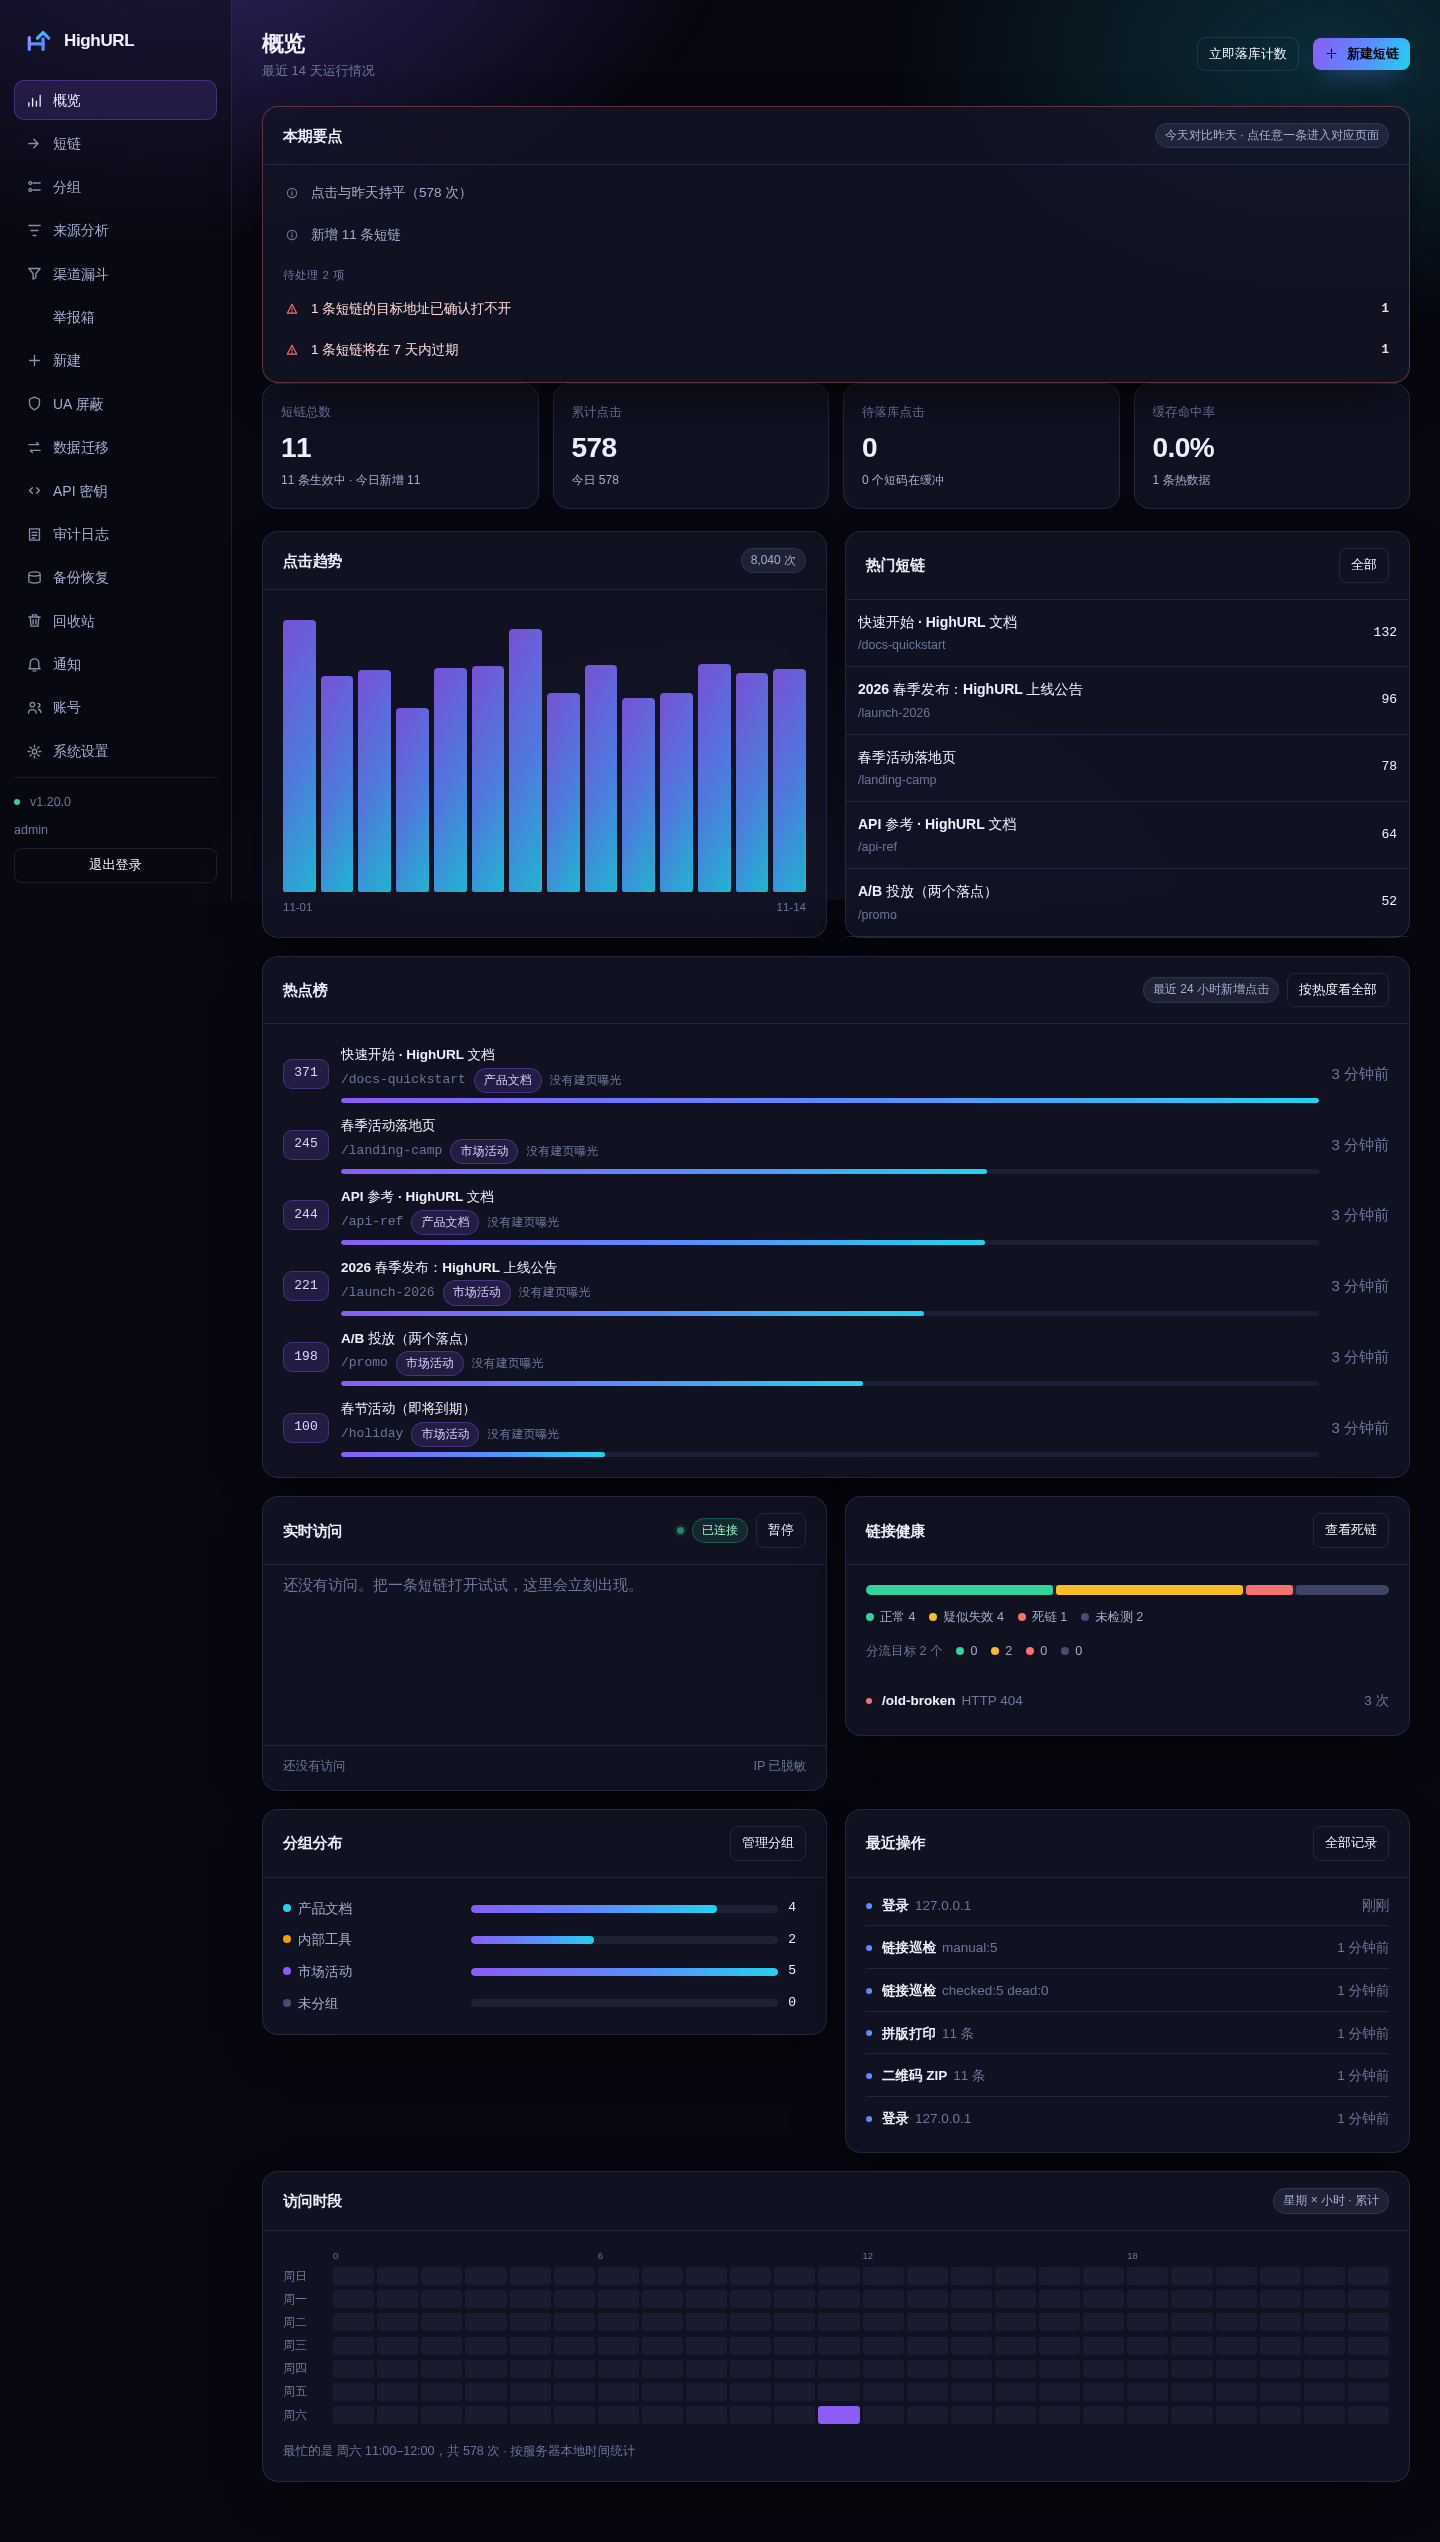 HighURL
概览
短链
分组
来源分析
渠道漏斗
举报箱
新建
UA 屏蔽
数据迁移
API 密钥
审计日志
备份恢复
回收站
通知
账号
系统设置
v1.20.0
admin
退出登录
概览
最近 14 天运行情况
立即落库计数
新建短链
本期要点
今天对比昨天 · 点任意一条进入对应页面
点击与昨天持平（578 次）
新增 11 条短链
待处理 2 项
1 条短链的目标地址已确认打不开 1
1 条短链将在 7 天内过期 1
短链总数
11
11 条生效中 · 今日新增 11
累计点击
578
今日 578
待落库点击
0
0 个短码在缓冲
缓存命中率
0.0%
1 条热数据
点击趋势
8,040 次
11-01 11-14
热门短链
全部
快速开始 · HighURL 文档
/docs-quickstart
132
2026 春季发布：HighURL 上线公告
/launch-2026
96
春季活动落地页
/landing-camp
78
API 参考 · HighURL 文档
/api-ref
64
A/B 投放（两个落点）
/promo
52
热点榜
最近 24 小时新增点击
按热度看全部
371
快速开始 · HighURL 文档
/docs-quickstart 产品文档 没有建页曝光
3 分钟前
245
春季活动落地页
/landing-camp 市场活动 没有建页曝光
3 分钟前
244
API 参考 · HighURL 文档
/api-ref 产品文档 没有建页曝光
3 分钟前
221
2026 春季发布：HighURL 上线公告
/launch-2026 市场活动 没有建页曝光
3 分钟前
198
A/B 投放（两个落点）
/promo 市场活动 没有建页曝光
3 分钟前
100
春节活动（即将到期）
/holiday 市场活动 没有建页曝光
3 分钟前
实时访问
已连接
暂停
还没有访问。把一条短链打开试试，这里会立刻出现。
还没有访问 IP 已脱敏
链接健康
查看死链
正常 4 疑似失效 4 死链 1 未检测 2
分流目标 2 个 0 2 0 0
/old-broken HTTP 404 3 次
分组分布
管理分组
产品文档 4
内部工具 2
市场活动 5
未分组 0
最近操作
全部记录
登录 127.0.0.1 刚刚
链接巡检 manual:5 1 分钟前
链接巡检 checked:5 dead:0 1 分钟前
拼版打印 11 条 1 分钟前
二维码 ZIP 11 条 1 分钟前
登录 127.0.0.1 1 分钟前
访问时段
星期 × 小时 · 累计
0 6 12 18
周日
周一
周二
周三
周四
周五
周六
最忙的是 周六 11:00–12:00，共 578 次 · 按服务器本地时间统计